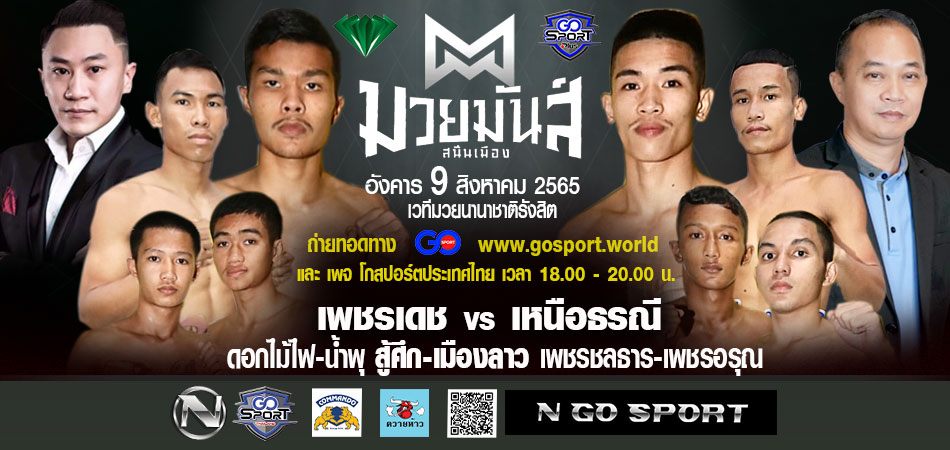 GO
SPORT
Plus
มวยมันส์
สนั่นเมือง
อังคาร 9 สิงหาคม 2565
เวทีมวยนานาชาติรังสิต
ถ่ายทอดทาง GO SPORT www.gosport.world
และ เพจ โกสปอร์ตประเทศไทย เวลา 18.00 - 20.00 น.
เพชรเดช vs เหนือธรณี
ดอกไม้ไฟ-น้ำพุ สู้ศึก-เมืองลาว เพชรชลธาร-เพชรอรุณ
N
GO
SPORT
COMMANDO
ควายหาว
N GO SPORT